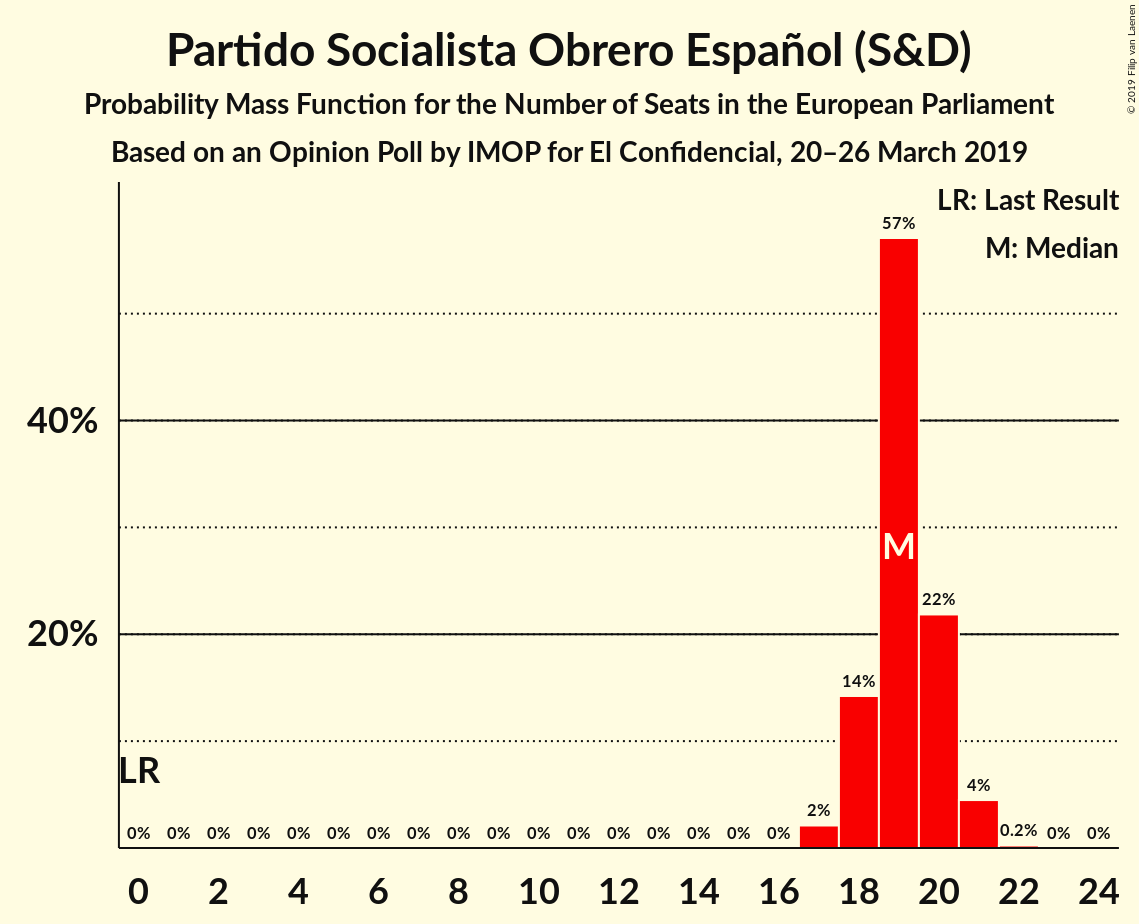 Partido Socialista Obrero Español (S&D)
Probability Mass Function for the Number of Seats in the European Parliament
Based on an Opinion Poll by IMOP for El Confidencial, 20–26 March 2019
© 2019 Filip van Laenen
LR: Last Result
M: Median
57%
40%
M
22%
20%
14%
LR
4%
2%
0% 0% 0% 0% 0% 0% 0% 0% 0% 0% 0% 0% 0% 0% 0% 0% 0% 0.2% 0% 0%
0 2 4 6 8 10 12 14 16 18 20 22 24